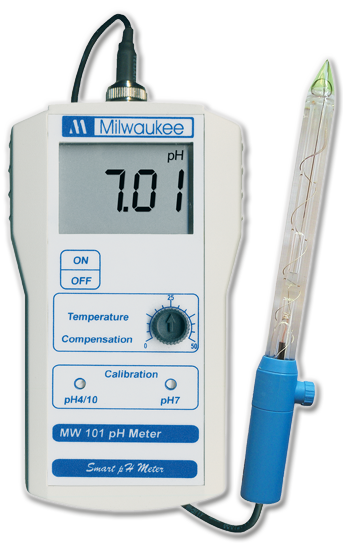 Milwaukee
pH
7.01
ON
OFF
25
Temperature
Compensation
0 50
Calibration
pH4/10 pH7
MW 101 pH Meter
Smart pH Meter